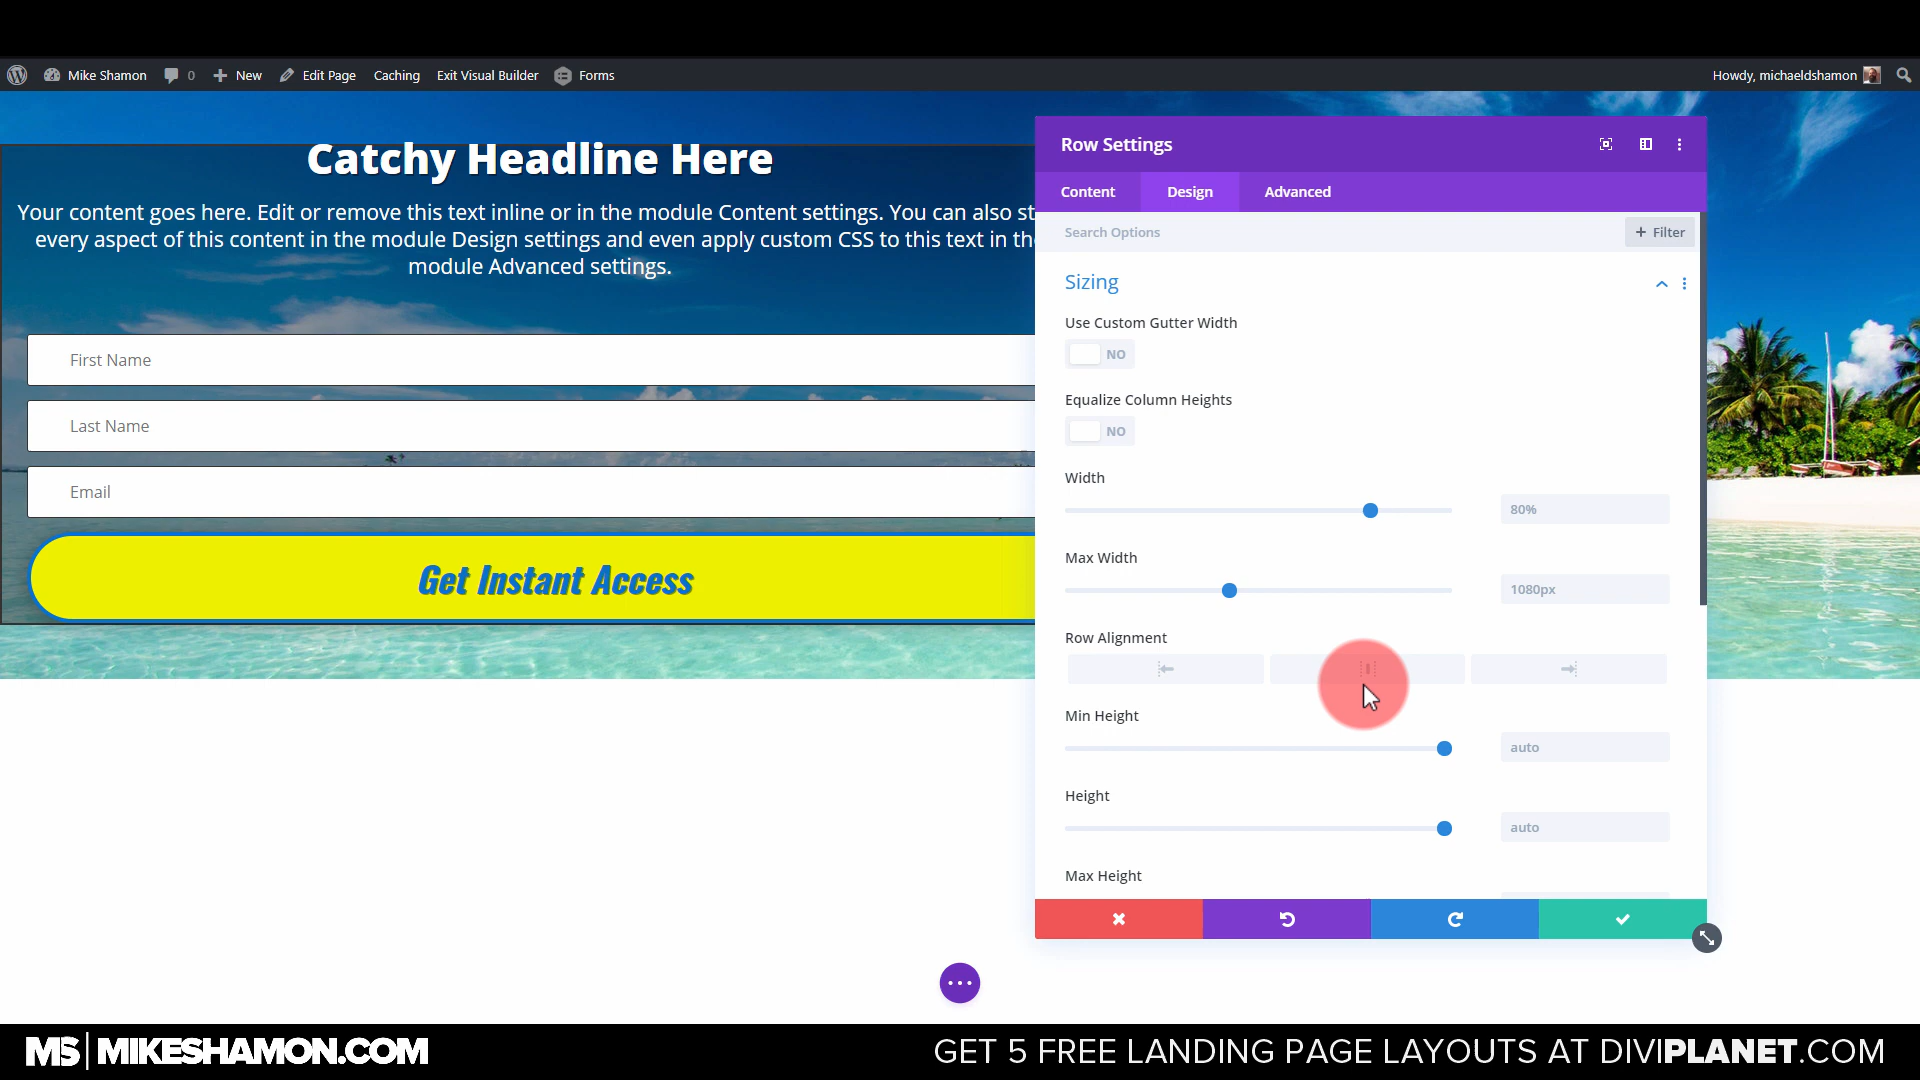 Mike Shamon 0 New Edit Page Caching Exit Visual Builder Forms Howdy, michaeldshamon
Catchy Headline Here
Your content goes here. Edit or remove this text inline or in the module Content settings. You can also st
every aspect of this content in the module Design settings and even apply custom CSS to this text in th
module Advanced settings.
First Name
Last Name
Email
Get Instant Access
Row Settings
Content Design Advanced
Search Options + Filter
Sizing
Use Custom Gutter Width
NO
Equalize Column Heights
NO
Width
80%
Max Width
1080px
Row Alignment
Min Height
auto
Height
auto
Max Height
MS | MIKESHAMON.COM
GET 5 FREE LANDING PAGE LAYOUTS AT DIVIPLANET.COM